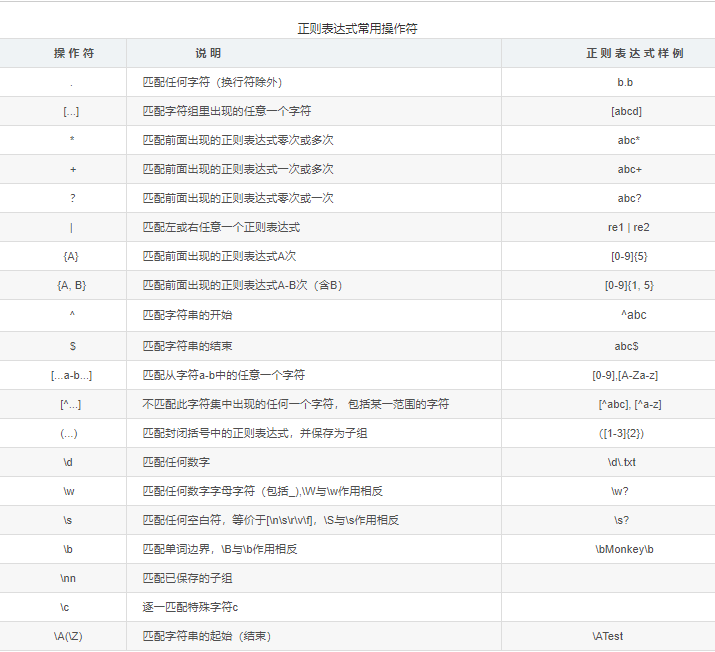 正则表达式常用操作符
操作符 说明 正则表达式样例
. 匹配任何字符（换行符除外） b.b
[...] 匹配字符组里出现的任意一个字符 [abcd]
* 匹配前面出现的正则表达式零次或多次 abc*
+ 匹配前面出现的正则表达式一次或多次 abc+
? 匹配前面出现的正则表达式零次或一次 abc?
| 匹配左或右任意一个正则表达式 re1 | re2
{A} 匹配前面出现的正则表达式A次 [0-9]{5}
{A, B} 匹配前面出现的正则表达式A-B次（含B） [0-9]{1, 5}
^ 匹配字符串的开始 ^abc
$ 匹配字符串的结束 abc$
[...a-b...] 匹配从字符a-b中的任意一个字符 [0-9],[A-Za-z]
[^...] 不匹配此字符集中出现的任何一个字符， 包括某一范围的字符 [^abc], [^a-z]
(...) 匹配封闭括号中的正则表达式，并保存为子组 ([1-3]{2})
\d 匹配任何数字 \d\.txt
\w 匹配任何数字字母字符（包括_),\W与\w作用相反 \w?
\s 匹配任何空白符，等价于[\n\s\r\v\f]，\S与\s作用相反 \s?
\b 匹配单词边界，\B与\b作用相反 \bMonkey\b
\nn 匹配已保存的子组
\c 逐一匹配特殊字符c
\A(\Z) 匹配字符串的起始（结束） \ATest